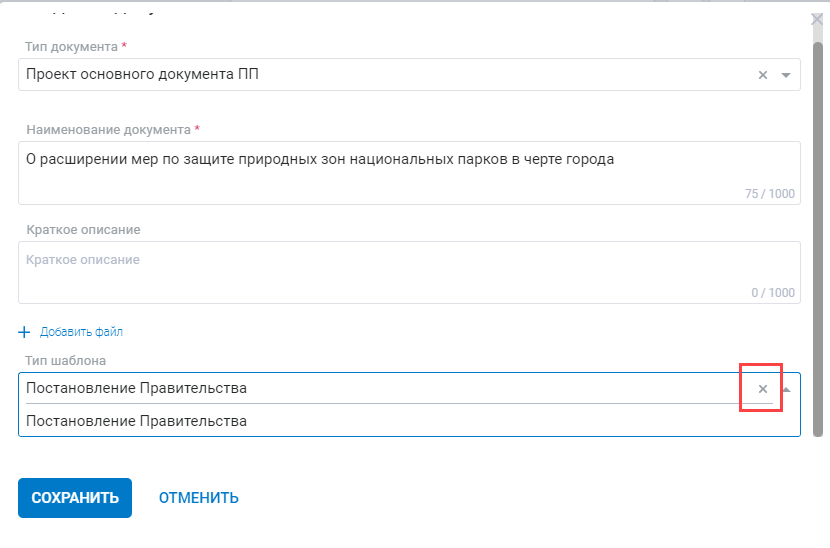 Тип документа *
Проект основного документа ПП
Наименование документа *
О расширении мер по защите природных зон национальных парков в черте города
75 / 1000
Краткое описание
Краткое описание
0 / 1000
+ Добавить файл
Тип шаблона
Постановление Правительства
Постановление Правительства
СОХРАНИТЬ ОТМЕНИТЬ